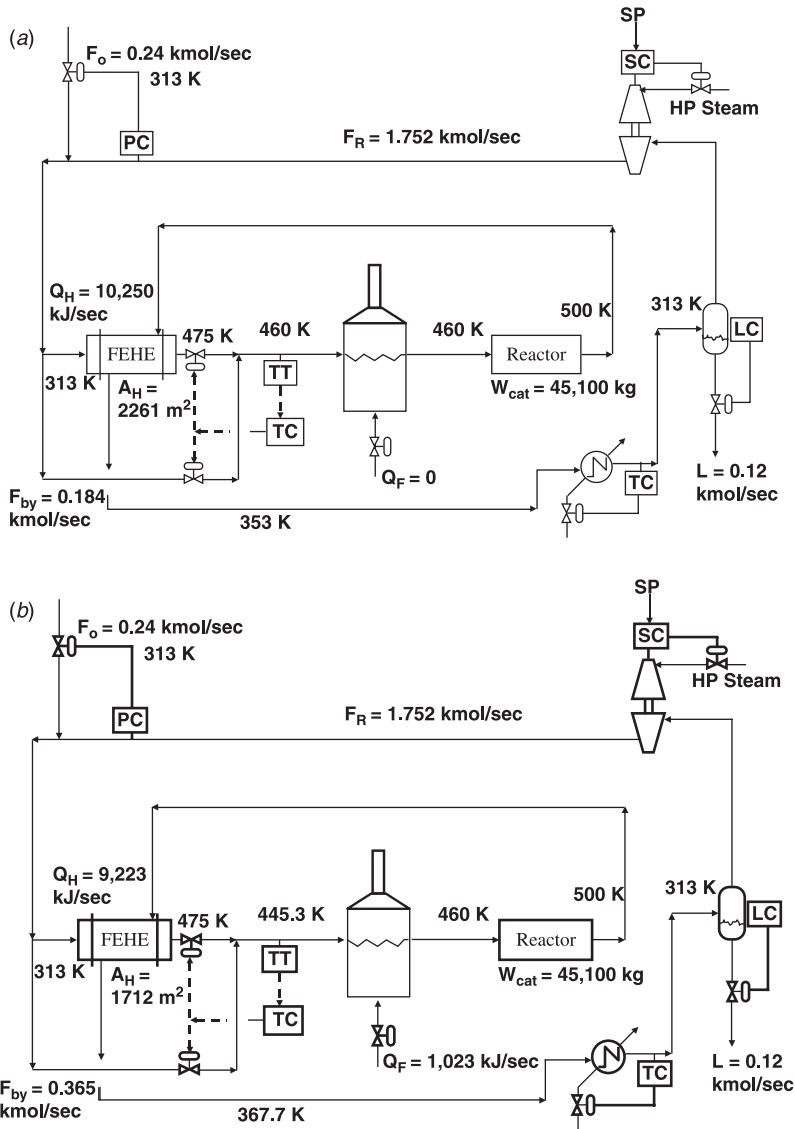 (a)
SP
F_o = 0.24 kmol/sec
SC
313 K
HP Steam
PC
F_R = 1.752 kmol/sec
Q_H = 10,250
kJ/sec
500 K
313 K
475 K
460 K
460 K
FEHE
Reactor
LC
313 K
TT
A_H =
2261 m²
W_cat = 45,100 kg
TC
L = 0.12
kmol/sec
Q_F = 0
TC
F_by = 0.184
kmol/sec
353 K
(b)
SP
F_o = 0.24 kmol/sec
SC
313 K
HP Steam
PC
F_R = 1.752 kmol/sec
Q_H = 9,223
kJ/sec
500 K
313 K
475 K
445.3 K
460 K
FEHE
Reactor
LC
313 K
TT
A_H =
1712 m²
W_cat = 45,100 kg
TC
Q_F = 1,023 kJ/sec
L = 0.12
kmol/sec
TC
F_by = 0.365
kmol/sec
367.7 K